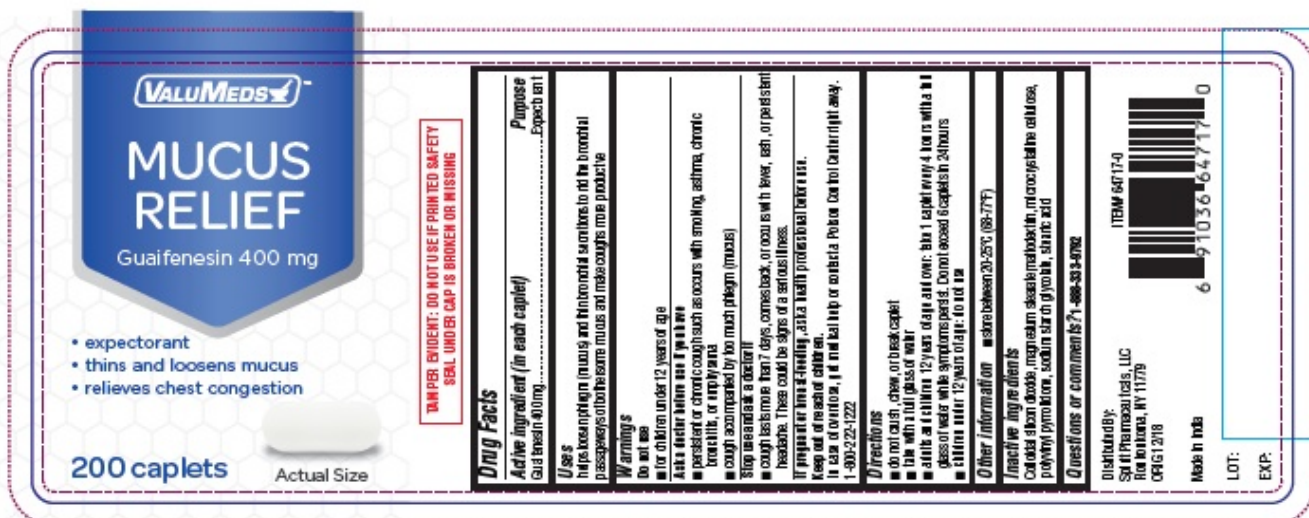 VALUMEDS™
MUCUS
RELIEF
Guaifenesin 400 mg
• expectorant
• thins and loosens mucus
• relieves chest congestion
200 caplets
Actual Size
TAMPER EVIDENT: DO NOT USE IF PRINTED SAFETY
SEAL UNDER CAP IS BROKEN OR MISSING
Drug Facts
Active ingredient (in each caplet) Purpose
Guaifenesin 400mg Expectorant
Uses
helps loosen phlegm (mucus) and thin bronchial secretions to rid the bronchial
passageways of bothersome mucus and make coughs more productive
Warnings
Do not use
■ for children under 12 years of age
Ask a doctor before use if you have
■ persistent or chronic cough such as occurs with smoking, asthma, chronic
bronchitis, or emphysema
■ cough accompanied by too much phlegm (mucus)
Stop use and ask a doctor if
■ cough lasts more than 7 days, comes back, or occurs with fever, rash, or persistent
headache. These could be signs of a serious illness.
If pregnant or breast-feeding, ask a health professional before use.
Keep out of reach of children.
In case of overdose, get medical help or contact a Poison Control Center right away.
1-800-222-1222
Directions
■ do not crush, chew, or break caplet
■ take with a full glass of water
■ adults and children 12 years of age and over: take 1 caplet every 4 hours with a full
glass of water while symptoms persist. Do not exceed 6 caplets in 24 hours
■ children under 12 years of age: do not use
Other information ■ store between 20-25°C (68-77°F)
Inactive ingredients
Colloidal silicon dioxide, magnesium stearate, maltodextrin, microcrystalline cellulose,
polyvinyl pyrrolidone, sodium starch glycolate, stearic acid
Questions or comments? 1-888-333-9792
Distributed By:
Spirit Pharmaceuticals, LLC
Ronkonkoma, NY 11779
ORIG 12/18
Made in India
ITEM# 64717-0
6 91036 64717 0
LOT:
EXP: